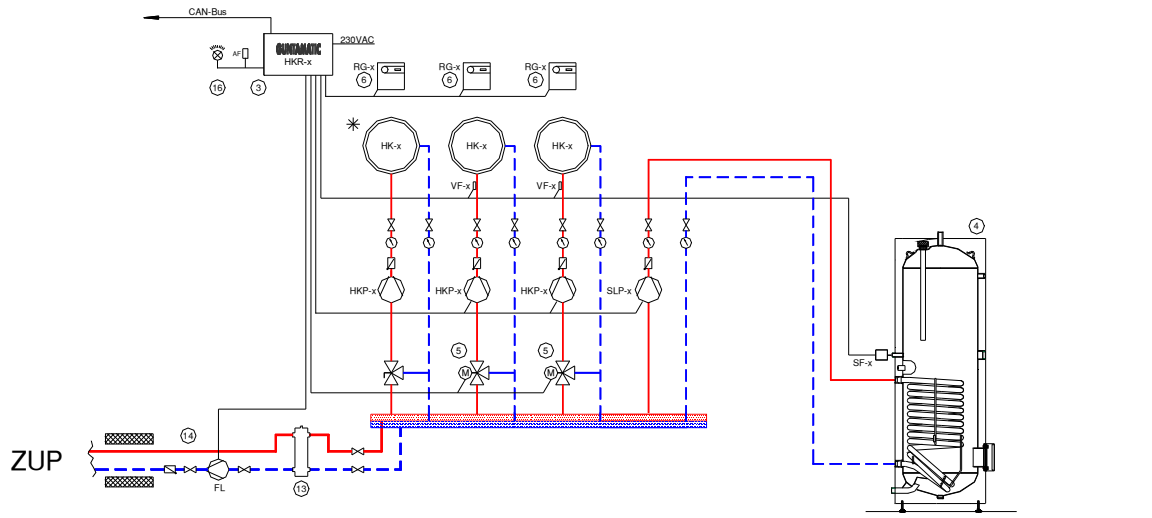 CAN-Bus
GUNTAMATIC
HKR-x
230VAC
AF
16
3
RG-x
6
RG-x
6
RG-x
6
HK-x
HK-x
HK-x
VF-x
VF-x
4
HKP-x
HKP-x
HKP-x
SLP-x
5
5
M
M
SF-x
14
ZUP
FL
13